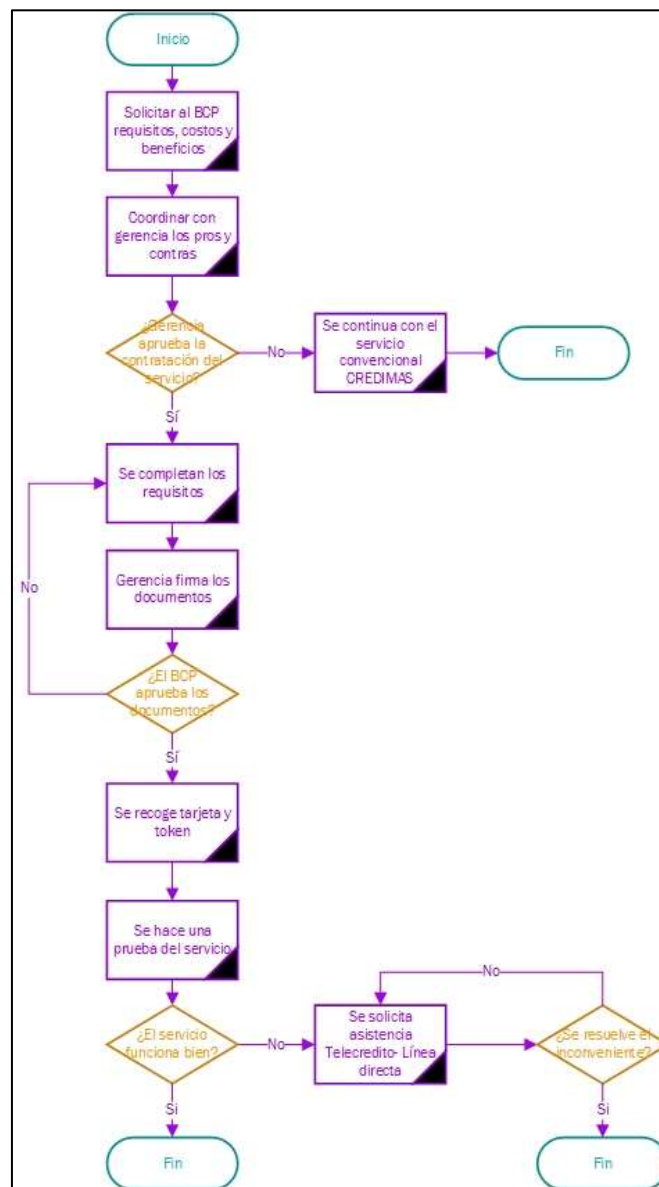 Inicio
Solicitar al BCP
requisitos, costos y
beneficios
Coordinar con
gerencia los pros y
contras
¿Gerencia
aprueba la
contratación del
servicio?
No
Se continua con el
servicio
convencional
CREDIMAS
Fin
Sí
Se completan los
requisitos
No
Gerencia firma los
documentos
¿El BCP
aprueba los
documentos?
Sí
Se recoge tarjeta y
token
Se hace una
prueba del servicio
No
¿El servicio
funciona bien?
No
Se solicita
asistencia
Telecredito- Línea
directa
¿Se resuelve el
inconveniente?
Si
Si
Fin
Fin